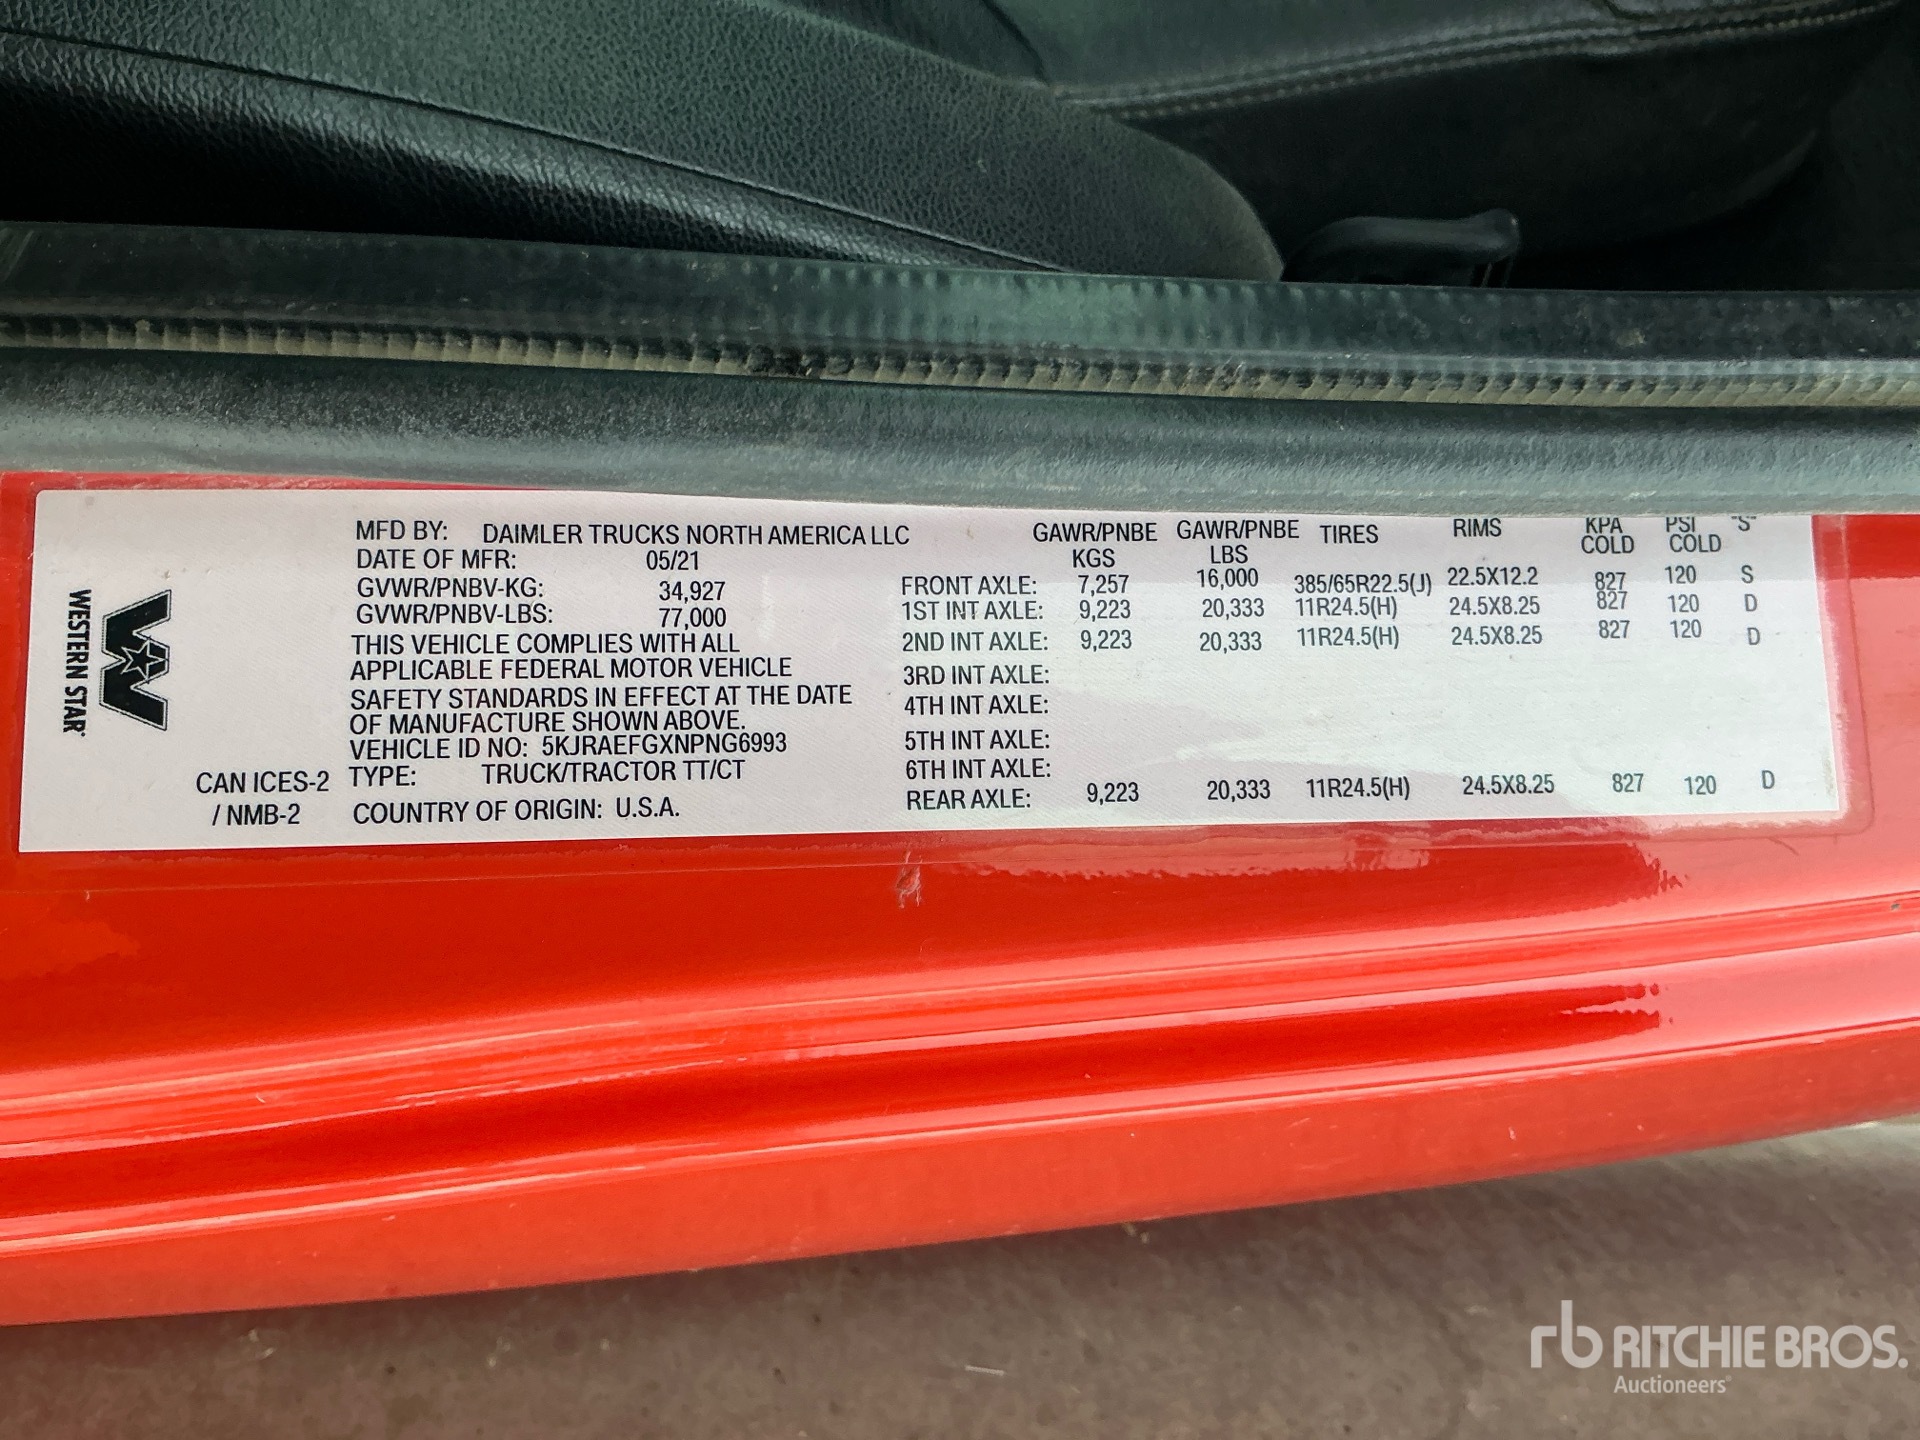 WESTERN STAR
CAN ICES-2
/ NMB-2
MFD BY: DAIMLER TRUCKS NORTH AMERICA LLC
DATE OF MFR: 05/21
GVWR/PNBV-KG: 34,927
GVWR/PNBV-LBS: 77,000
THIS VEHICLE COMPLIES WITH ALL
APPLICABLE FEDERAL MOTOR VEHICLE
SAFETY STANDARDS IN EFFECT AT THE DATE
OF MANUFACTURE SHOWN ABOVE.
VEHICLE ID NO: 5KJRAEFGXNPNG6993
TYPE: TRUCK/TRACTOR TT/CT
COUNTRY OF ORIGIN: U.S.A.
GAWR/PNBE GAWR/PNBE TIRES RIMS KPA PSI "S"
KGS LBS COLD COLD
FRONT AXLE: 7,257 16,000 385/65R22.5(J) 22.5X12.2 827 120 S
1ST INT AXLE: 9,223 20,333 11R24.5(H) 24.5X8.25 827 120 D
2ND INT AXLE: 9,223 20,333 11R24.5(H) 24.5X8.25 827 120 D
3RD INT AXLE:
4TH INT AXLE:
5TH INT AXLE:
6TH INT AXLE:
REAR AXLE: 9,223 20,333 11R24.5(H) 24.5X8.25 827 120 D
rb RITCHIE BROS.
Auctioneers